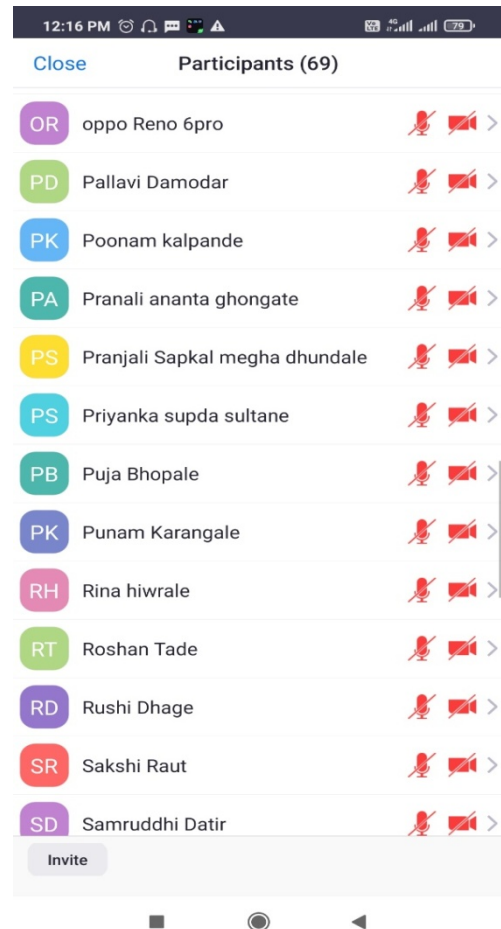 12:16 PM 4G 79
Close Participants (69)
OR oppo Reno 6pro
PD Pallavi Damodar
PK Poonam kalpande
PA Pranali ananta ghongate
PS Pranjali Sapkal megha dhundale
PS Priyanka supda sultane
PB Puja Bhopale
PK Punam Karangale
RH Rina hiwrale
RT Roshan Tade
RD Rushi Dhage
SR Sakshi Raut
SD Samruddhi Datir
Invite